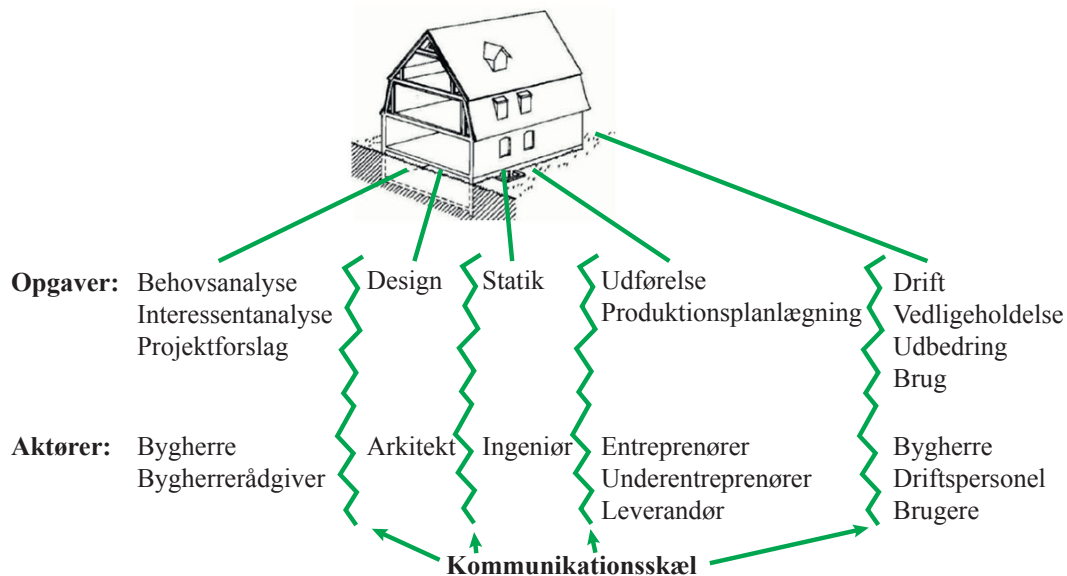 Opgaver: Behovsanalyse Design Statik Udførelse Drift
Interessentanalyse Produktionsplanlægning Vedligeholdelse
Projektforslag Udbedring
Brug
Aktører: Bygherre Arkitekt Ingeniør Entreprenører Bygherre
Bygherrerådgiver Underentreprenører Driftspersonel
Leverandør Brugere
Kommunikationsskæl